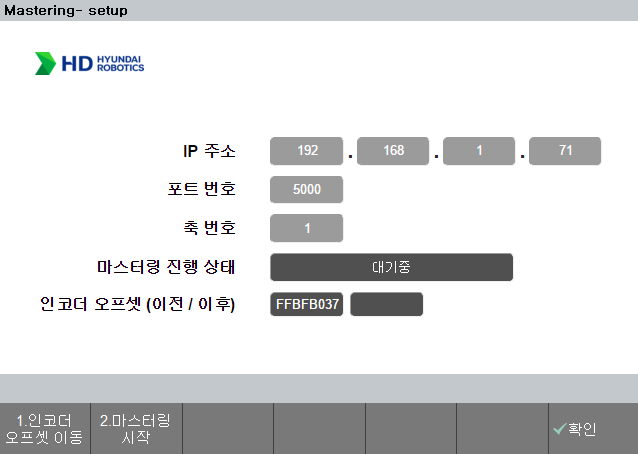 Mastering- setup
HD HYUNDAI ROBOTICS
IP 주소 192 . 168 . 1 . 71
포트 번호 5000
축 번호 1
마스터링 진행 상태 대기중
인코더 오프셋 (이전 / 이후) FFBFB037
1.인코더
오프셋 이동
2.마스터링
시작
확인